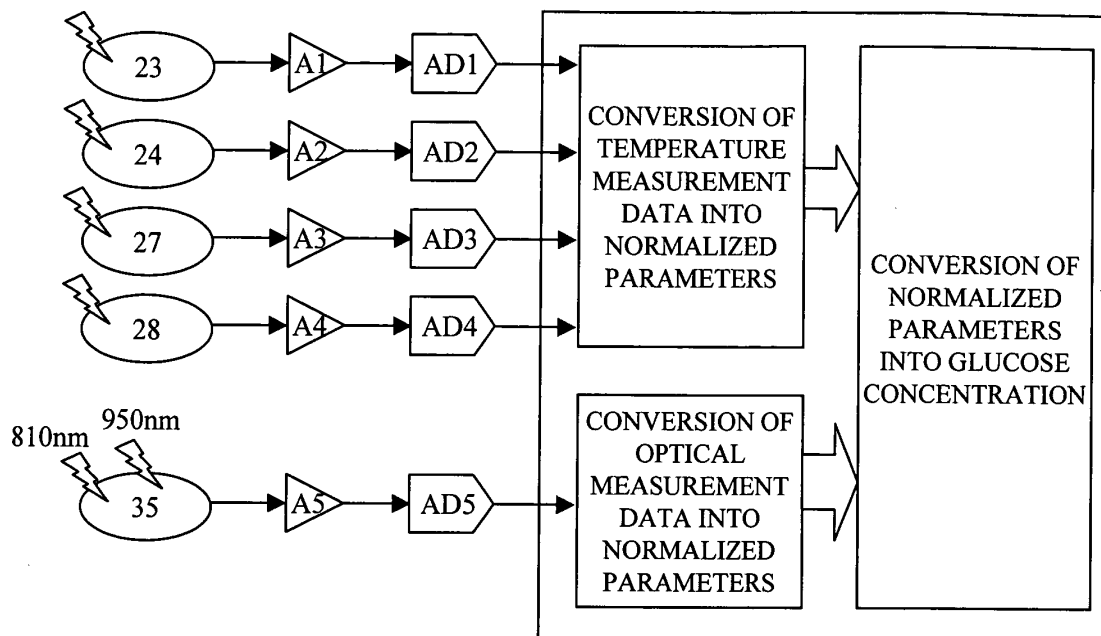 23
A1
AD1
24
A2
AD2
27
A3
AD3
28
A4
AD4
CONVERSION OF
TEMPERATURE
MEASUREMENT
DATA INTO
NORMALIZED
PARAMETERS
810nm
950nm
35
A5
AD5
CONVERSION OF
OPTICAL
MEASUREMENT
DATA INTO
NORMALIZED
PARAMETERS
CONVERSION OF
NORMALIZED
PARAMETERS
INTO GLUCOSE
CONCENTRATION